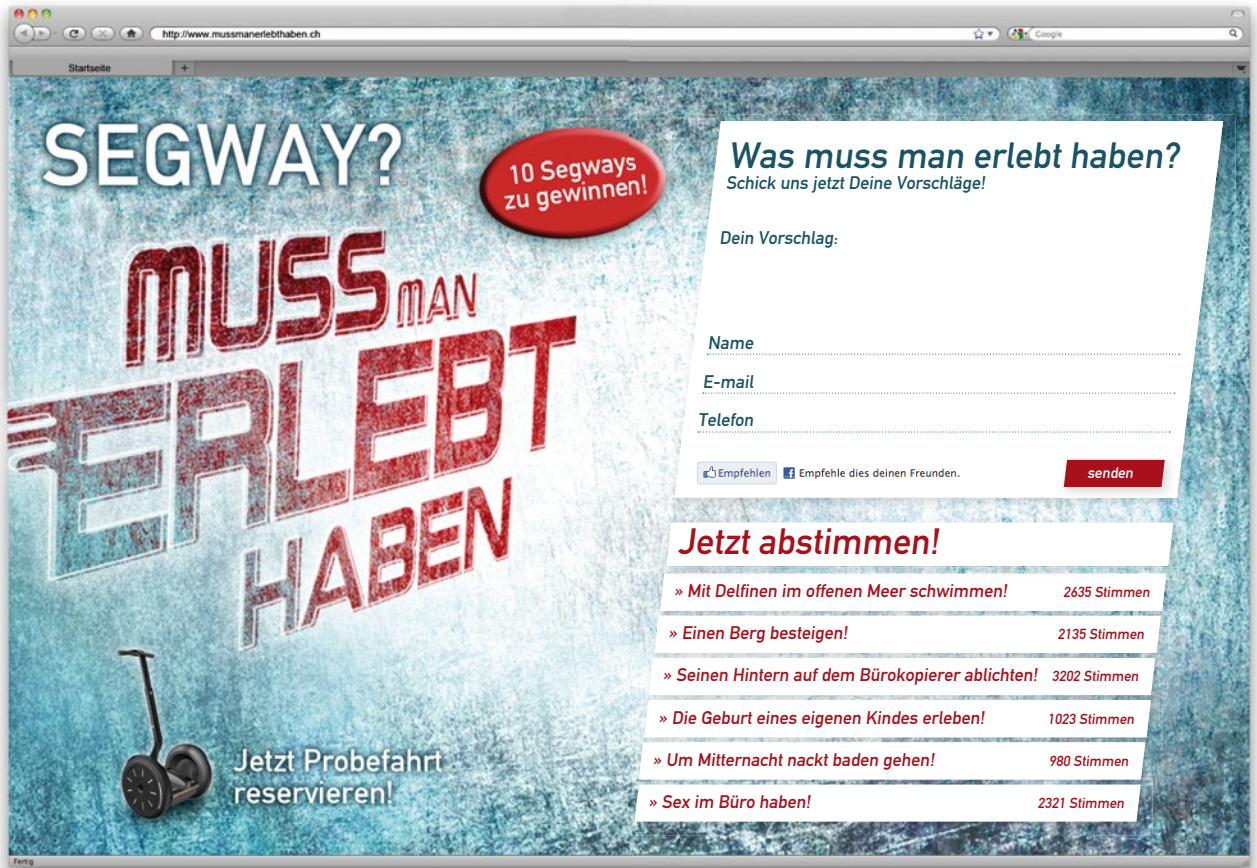 http://www.mussmanerlebthaben.ch
Google
Startseite
+
SEGWAY?
10 Segways
zu gewinnen!
MUSS MAN
ERLEBT
HABEN
Jetzt Probefahrt
reservieren!
Was muss man erlebt haben?
Schick uns jetzt Deine Vorschläge!
Dein Vorschlag:
Name
E-mail
Telefon
Empfehlen Empfehle dies deinen Freunden.
senden
Jetzt abstimmen!
» Mit Delfinen im offenen Meer schwimmen! 2635 Stimmen
» Einen Berg besteigen! 2135 Stimmen
» Seinen Hintern auf dem Bürokopierer ablichten! 3202 Stimmen
» Die Geburt eines eigenen Kindes erleben! 1023 Stimmen
» Um Mitternacht nackt baden gehen! 980 Stimmen
» Sex im Büro haben! 2321 Stimmen
Fertig